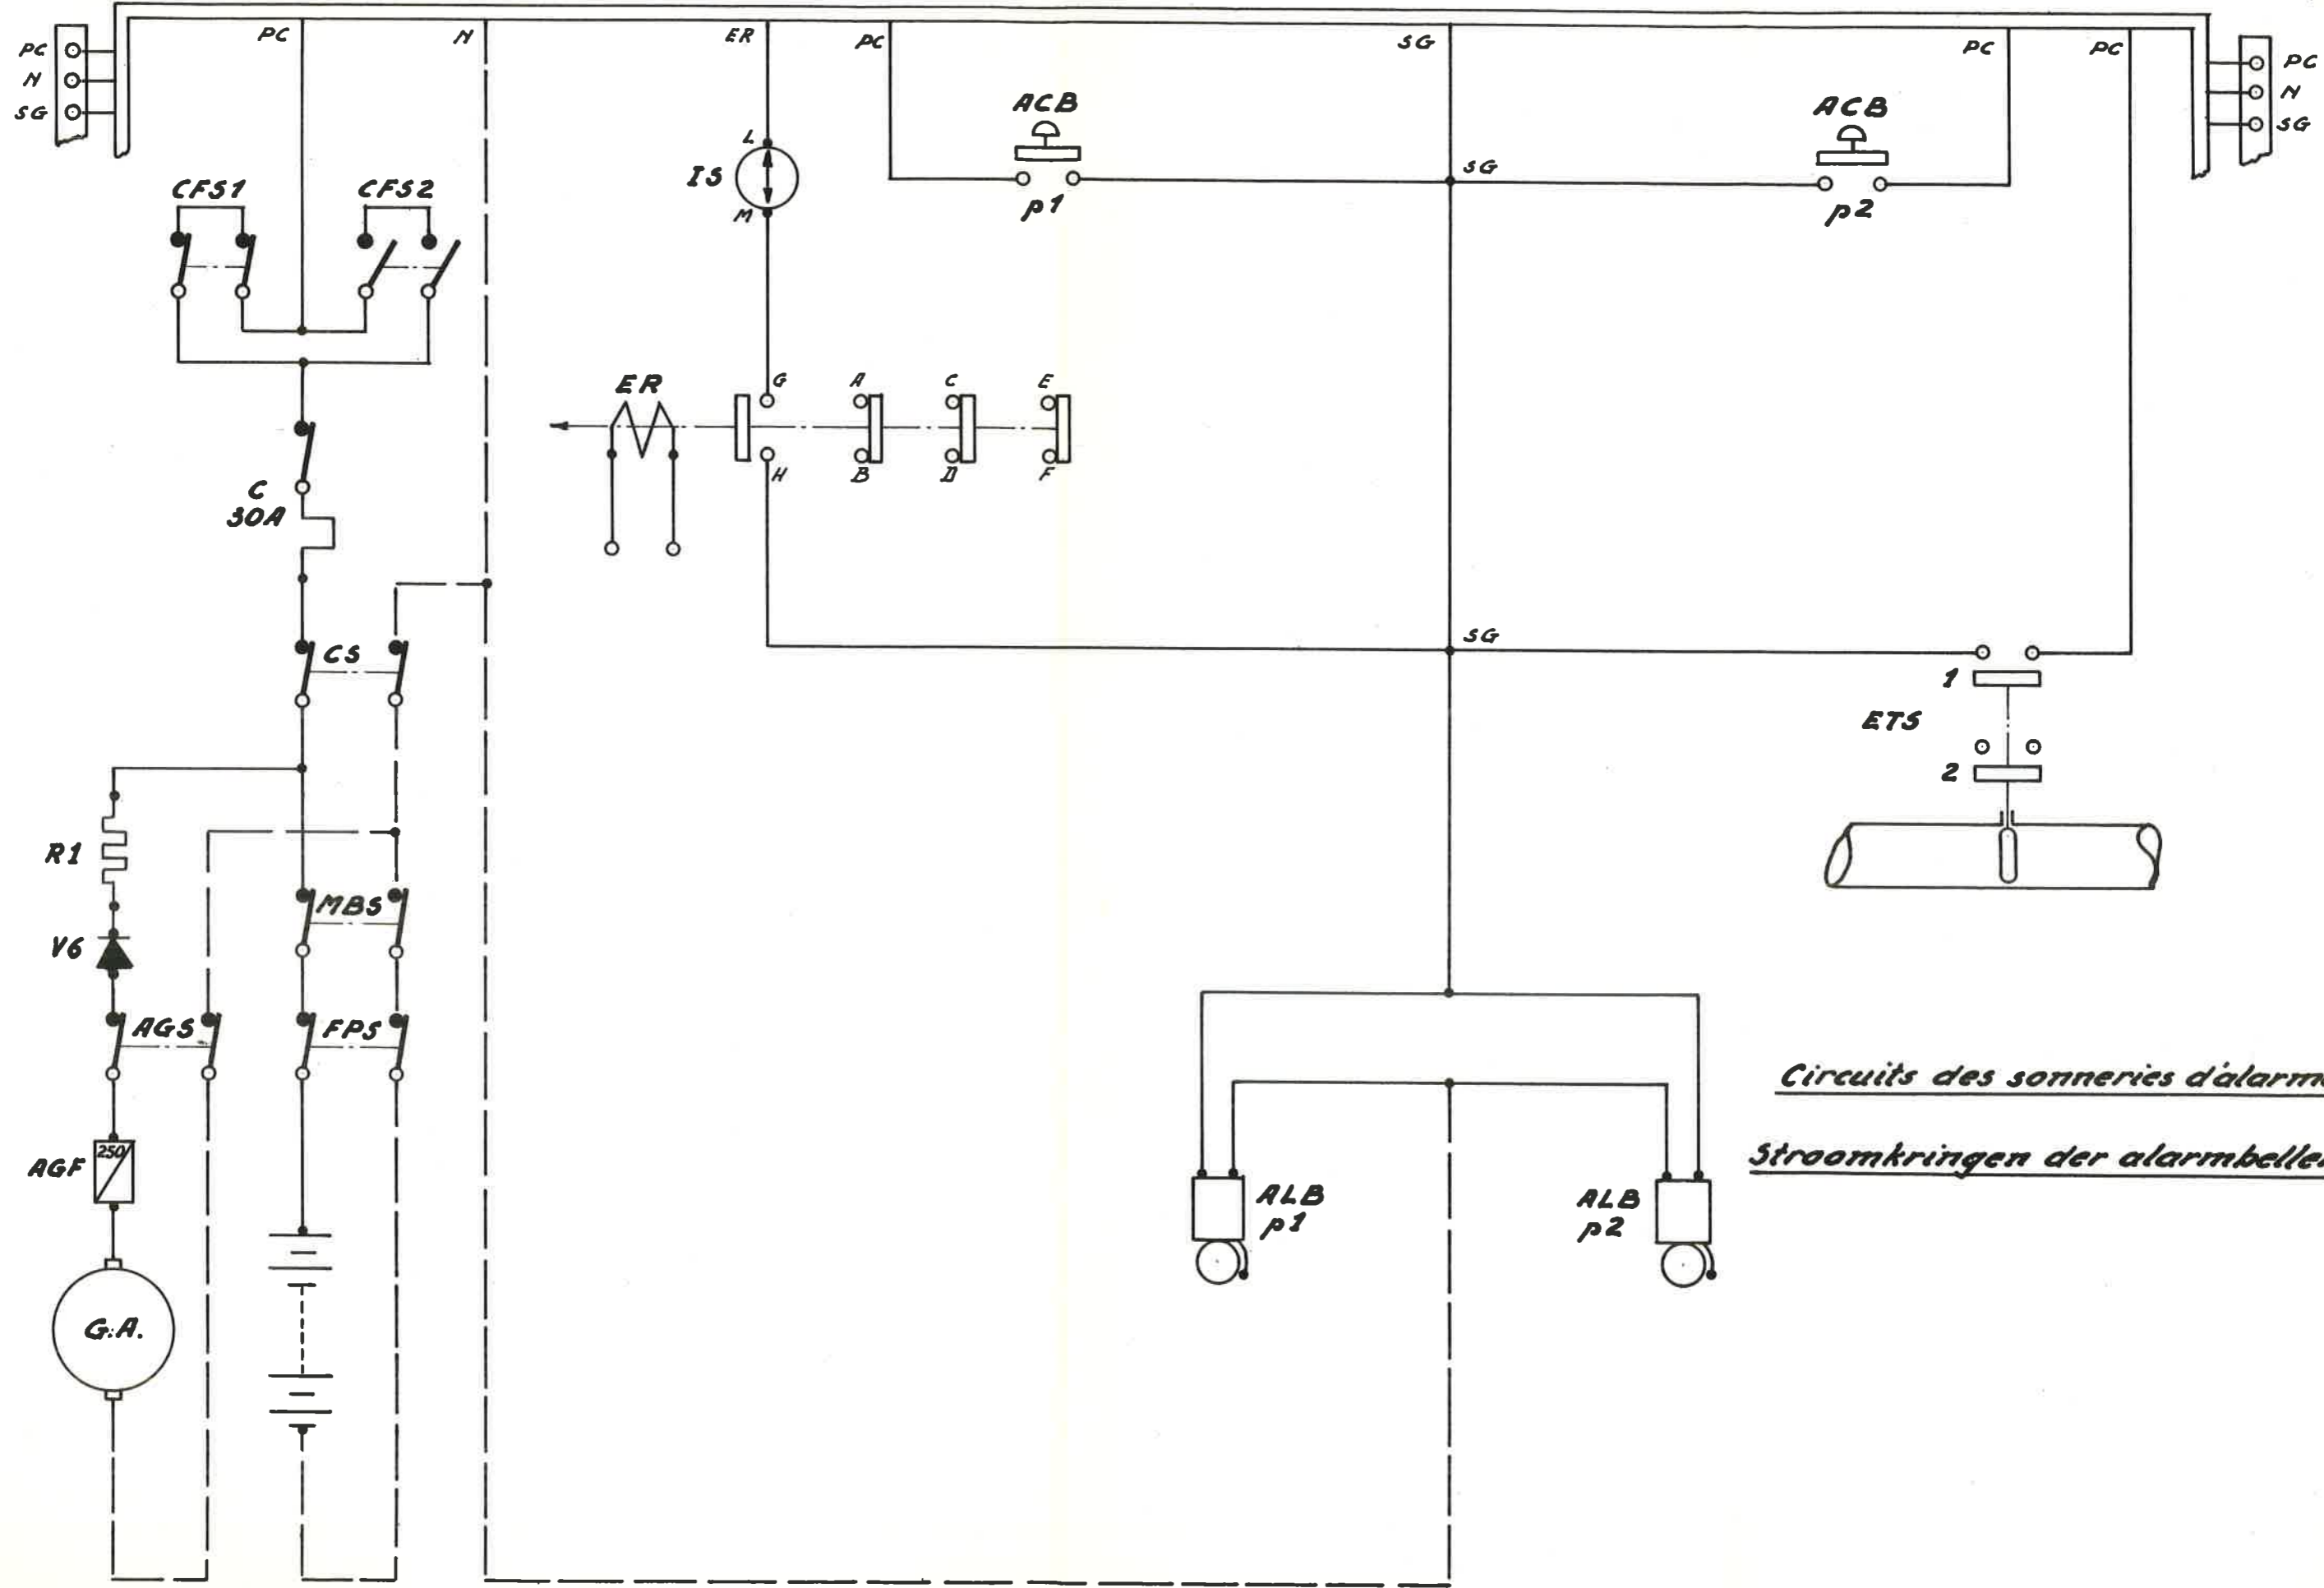 PC
N
ER
PC
SG
PC
PC
PC
N
SG
PC
N
SG
ACB
ACB
L
IS
M
p1
SG
p2
CFS1
CFS2
ER
G
A
C
E
H
B
D
F
C
30A
SG
CS
1
ETS
2
R1
MBS
V6
AGS
FPS
Circuits des sonneries d'alarm
250
AGF
Stroomkringen der alarmbellen
ALB
p1
ALB
p2
G.A.